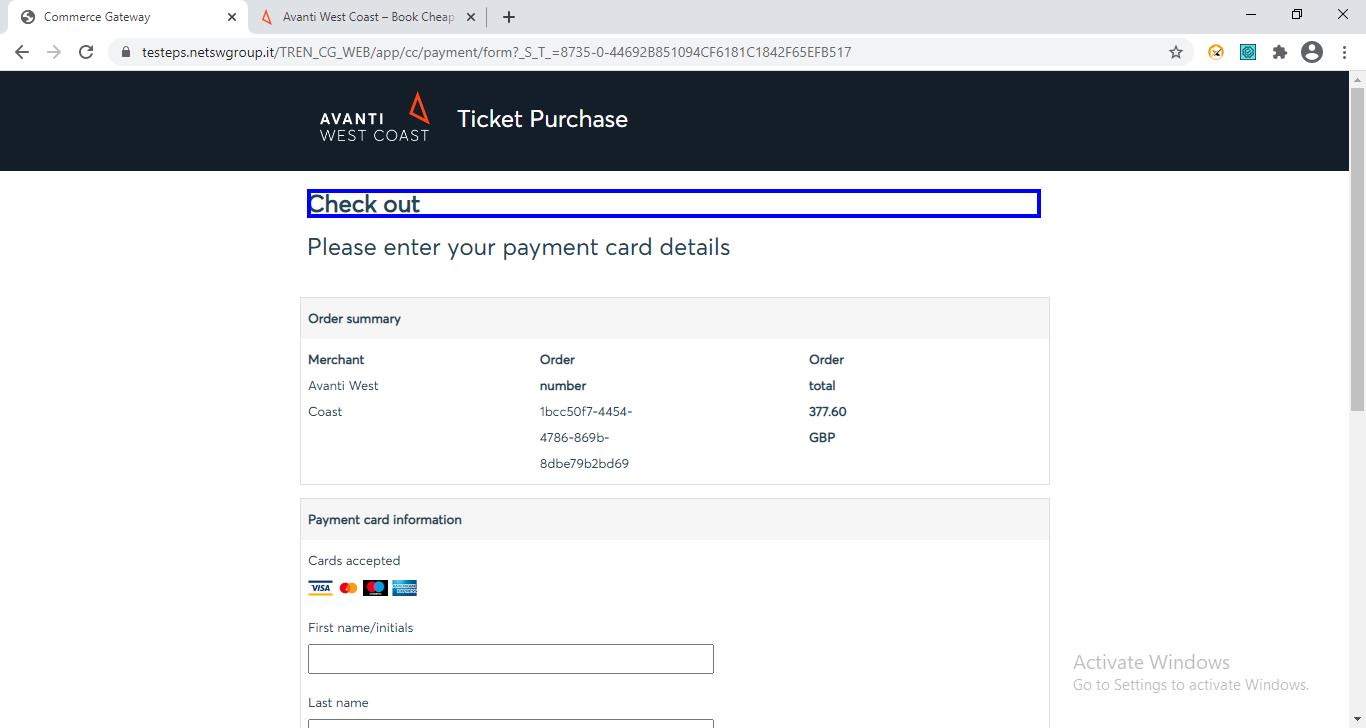 Commerce Gateway
Avanti West Coast – Book Cheap
testeps.netswgroup.it/TREN_CG_WEB/app/cc/payment/form?_S_T_=8735-0-44692B851094CF6181C1842F65EFB517
AVANTI
WEST COAST
Ticket Purchase
Check out
Please enter your payment card details
Order summary
Merchant
Avanti West
Coast
Order
number
1bcc50f7-4454-
4786-869b-
8dbe79b2bd69
Order
total
377.60
GBP
Payment card information
Cards accepted
VISA
First name/initials
Last name
Activate Windows
Go to Settings to activate Windows.